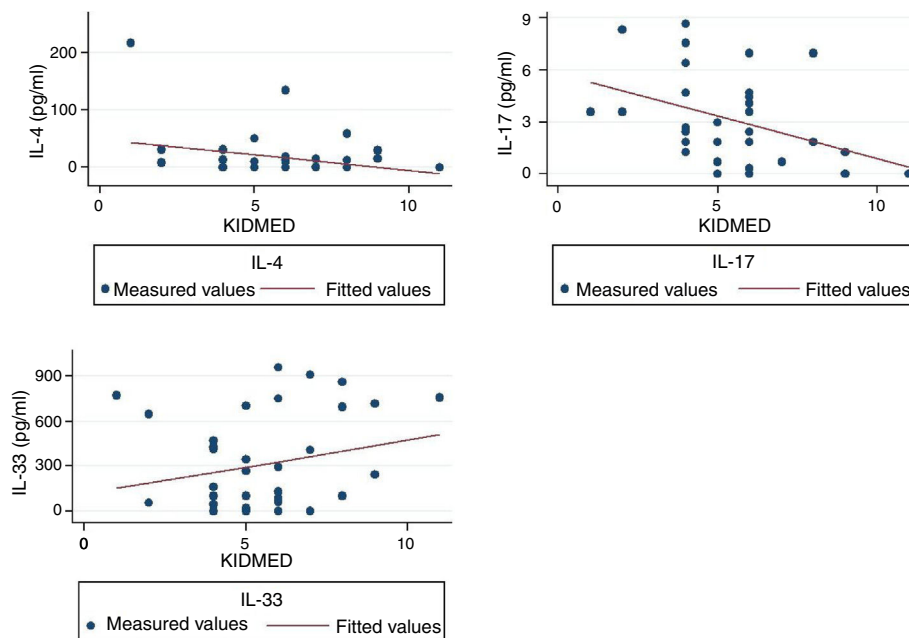 IL-4 (pg/ml)
200
100
0
0 5 10
KIDMED
IL-4
Measured values Fitted values
IL-17 (pg/ml)
9
6
3
0
0 5 10
KIDMED
IL-17
Measured values Fitted values
IL-33 (pg/ml)
900
600
300
0
0 5 10
KIDMED
IL-33
Measured values Fitted values